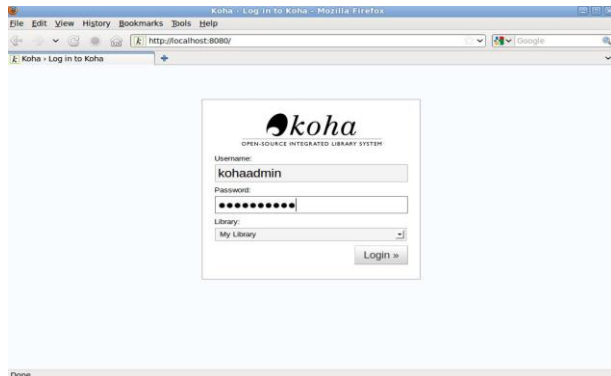 Koha › Log in to Koha - Mozilla Firefox
File Edit View History Bookmarks Tools Help
http://localhost:8080/ Google
Koha › Log in to Koha
koha
OPEN-SOURCE INTEGRATED LIBRARY SYSTEM
Username:
kohaadmin
Password:
●●●●●●●●●●
Library:
My Library
Login »
Done